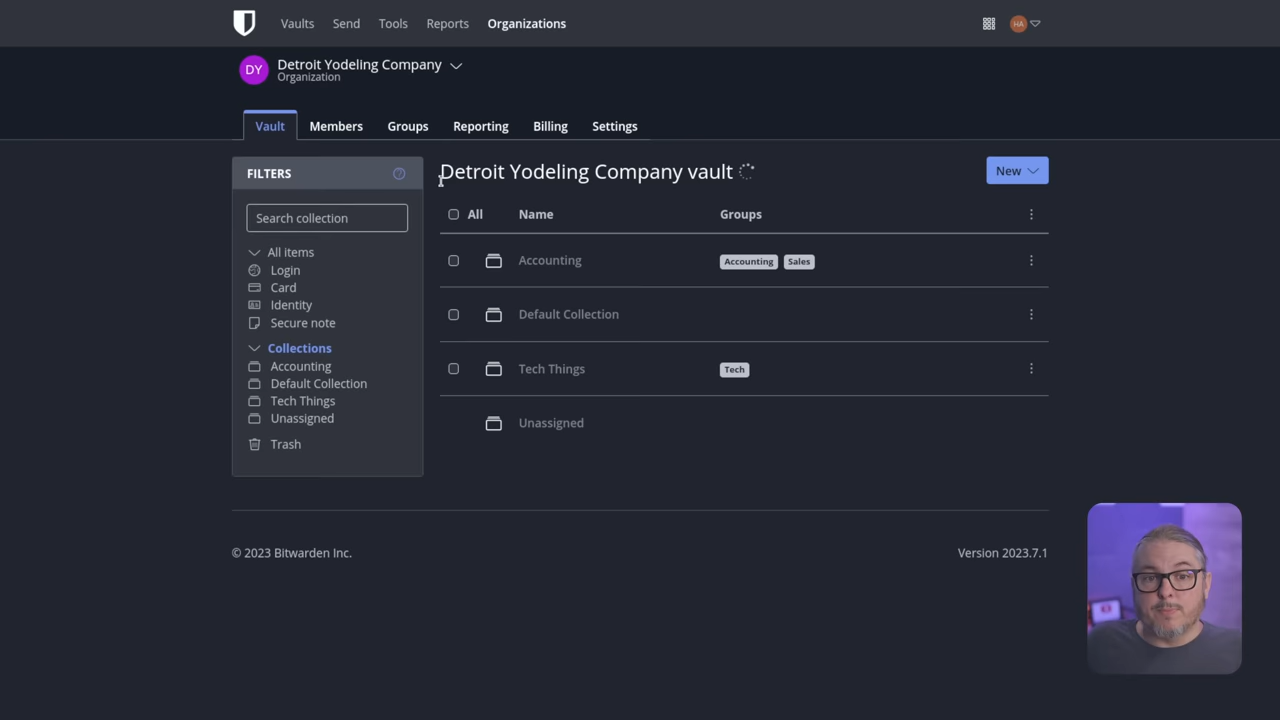 Vaults Send Tools Reports Organizations HA
DY Detroit Yodeling Company
Organization
Vault Members Groups Reporting Billing Settings
FILTERS
Search collection
All items
Login
Card
Identity
Secure note
Collections
Accounting
Default Collection
Tech Things
Unassigned
Trash
Detroit Yodeling Company vault
New
All Name Groups
Accounting Accounting Sales
Default Collection
Tech Things Tech
Unassigned
© 2023 Bitwarden Inc. Version 2023.7.1